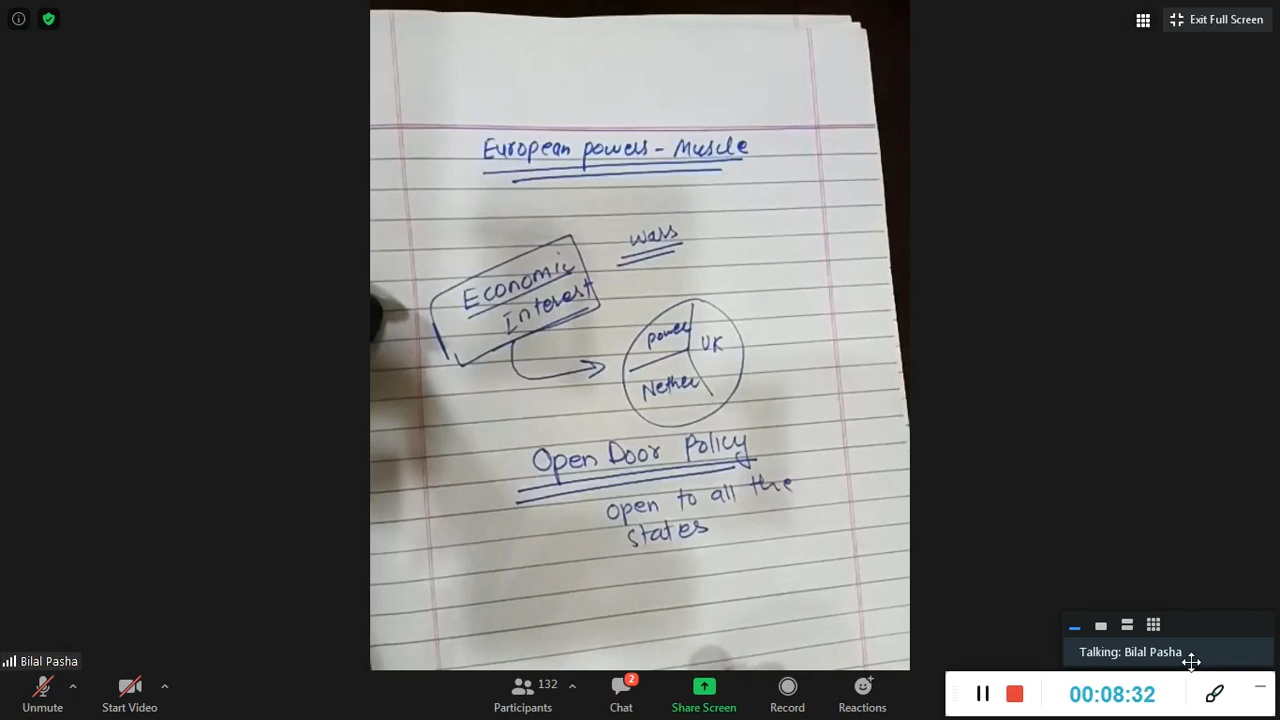 Exit Full Screen
European powers - Muscle
wars
Economic
Interest
power
UK
Nether
Open Door Policy
open to all the
states
Talking: Bilal Pasha
Bilal Pasha
Unmute
Start Video
132
Participants
2
Chat
Share Screen
Record
Reactions
00:08:32